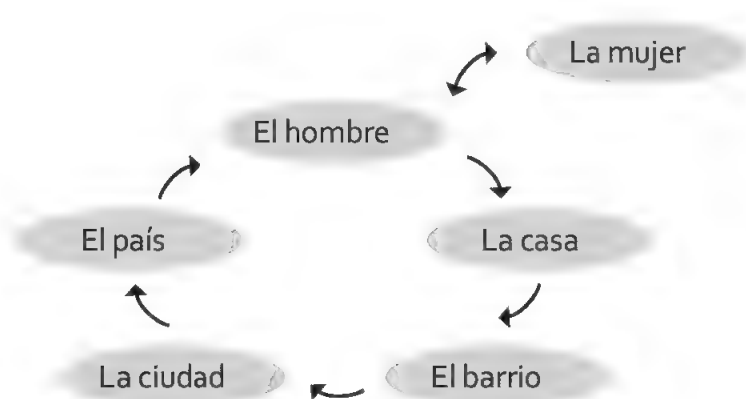 La mujer
El hombre
El país
La casa
La ciudad
El barrio